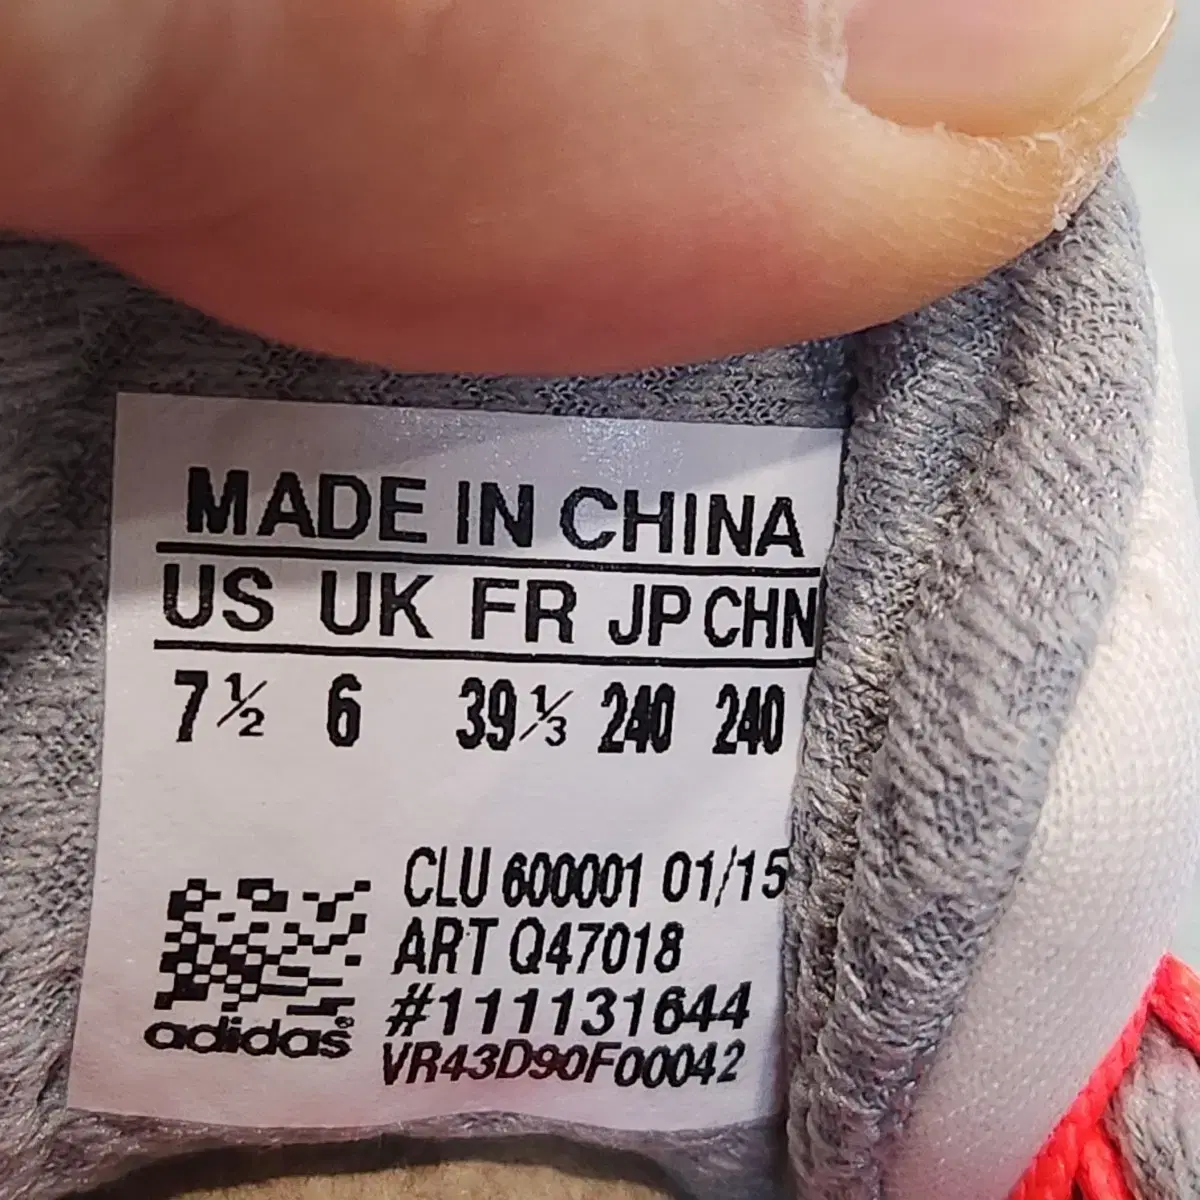 MADE IN CHINA
US UK FR JP CHN
7½ 6 39⅓ 240 240
CLU 600001 01/15
ART Q47018
#111131644
VR43D90F00042
adidas®